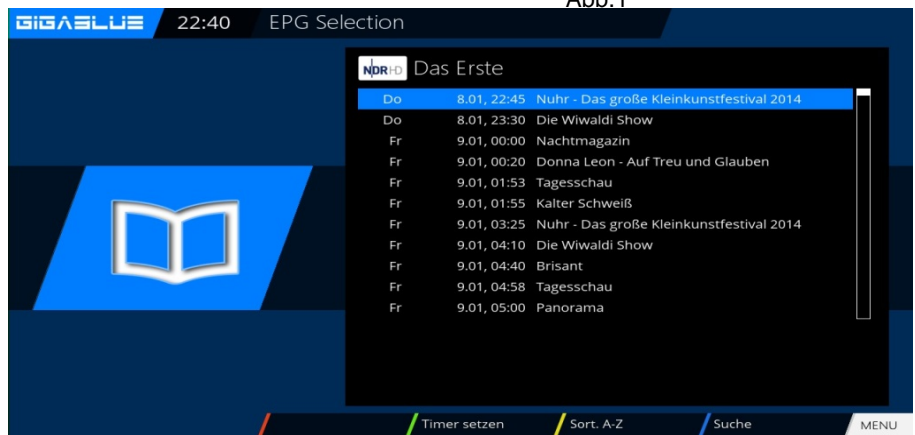 Abb.1
GIGABLUE 22:40 EPG Selection
NDR HD Das Erste
Do 8.01, 22:45 Nuhr - Das große Kleinkunstfestival 2014
Do 8.01, 23:30 Die Wiwaldi Show
Fr 9.01, 00:00 Nachtmagazin
Fr 9.01, 00:20 Donna Leon - Auf Treu und Glauben
Fr 9.01, 01:53 Tagesschau
Fr 9.01, 01:55 Kalter Schweiß
Fr 9.01, 03:25 Nuhr - Das große Kleinkunstfestival 2014
Fr 9.01, 04:10 Die Wiwaldi Show
Fr 9.01, 04:40 Brisant
Fr 9.01, 04:58 Tagesschau
Fr 9.01, 05:00 Panorama
Timer setzen Sort. A-Z Suche MENU